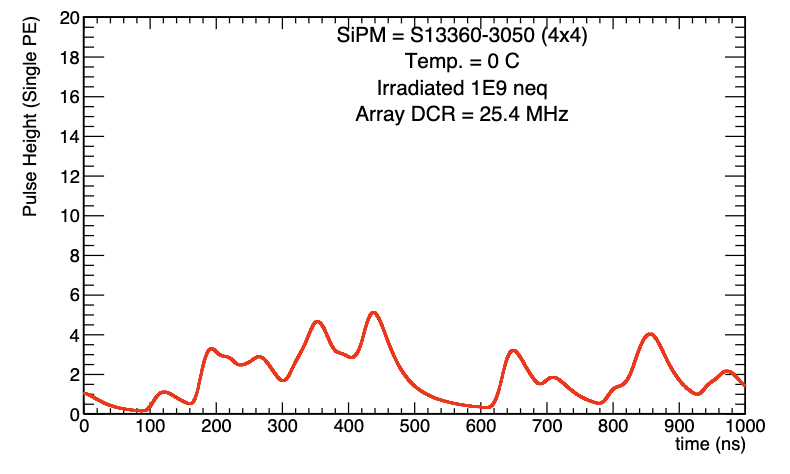 Pulse Height (Single PE)
20
18
16
14
12
10
8
6
4
2
0
SiPM = S13360-3050 (4x4)
Temp. = 0 C
Irradiated 1E9 neq
Array DCR = 25.4 MHz
0 100 200 300 400 500 600 700 800 900 1000
time (ns)